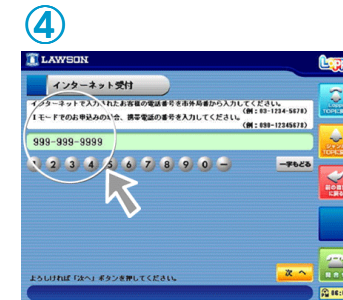 ④
LAWSON
Lopp
インターネット受付
インターネットで入力されたお客様の電話番号を市外局番から入力してください。
(例:03-1234-5678)
iモードでのお申込みの場合、携帯電話の番号を入力してください。
(例:090-12345678)
999-999-9999
1 2 3 4 5 6 7 8 9 0 -
一字もどる
よろしければ「次へ」ボタンを押してください。
次へ